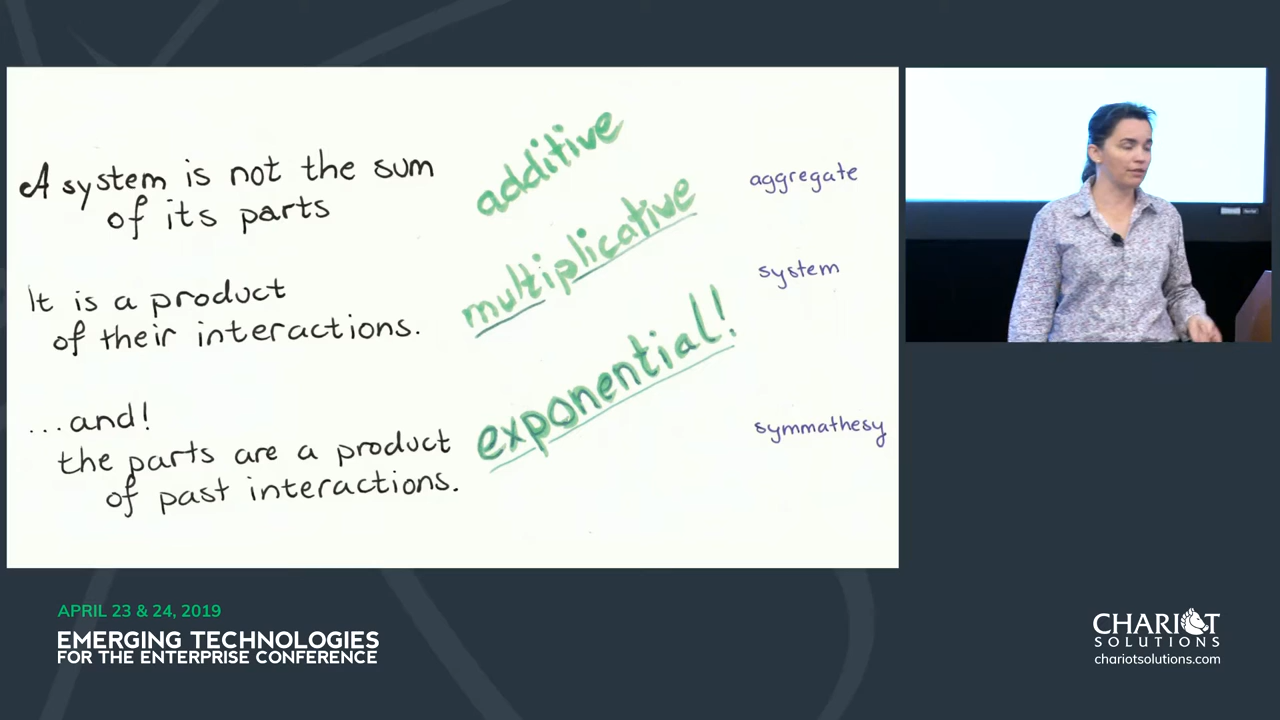 A system is not the sum
of its parts
additive
aggregate
It is a product
of their interactions.
multiplicative
system
...and!
the parts are a product
of past interactions.
exponential!
symmathesy
APRIL 23 & 24, 2019
EMERGING TECHNOLOGIES
FOR THE ENTERPRISE CONFERENCE
CHARIOT
SOLUTIONS
chariotsolutions.com